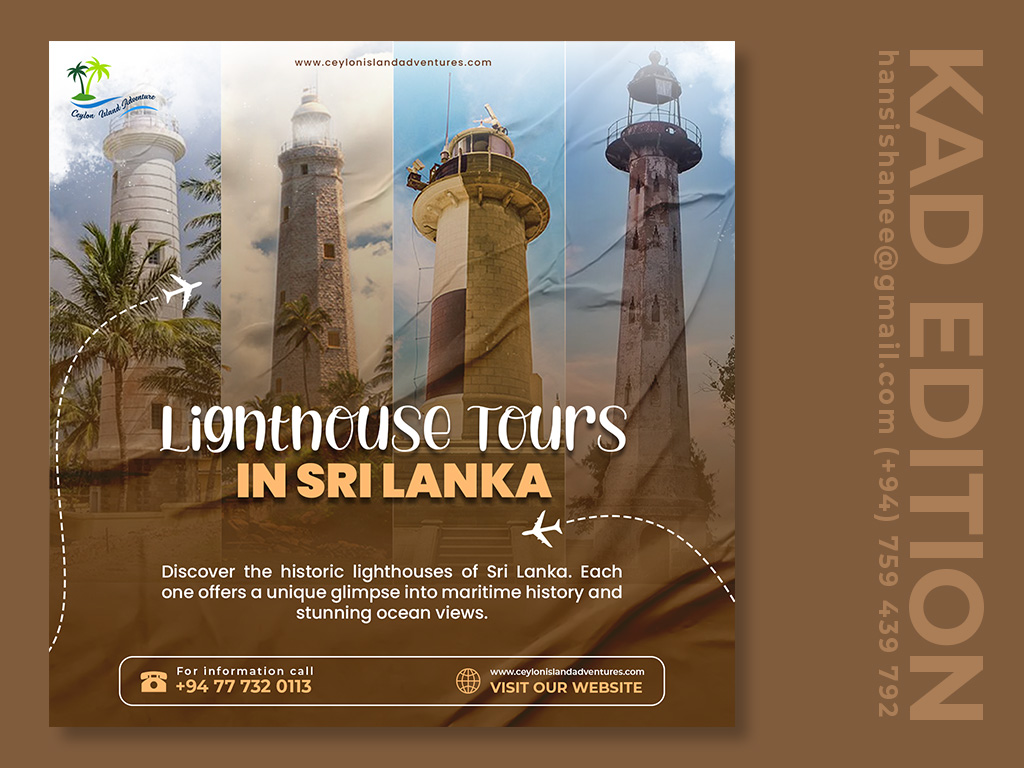 www.ceylonislandadventures.com
Ceylon Island Adventure
Lighthouse Tours
IN SRI LANKA
Discover the historic lighthouses of Sri Lanka. Each
one offers a unique glimpse into maritime history and
stunning ocean views.
For information call
+94 77 732 0113
www.ceylonislandadventures.com
VISIT OUR WEBSITE
KAD EDITION
hansishanee@gmail.com (+94) 759 439 792